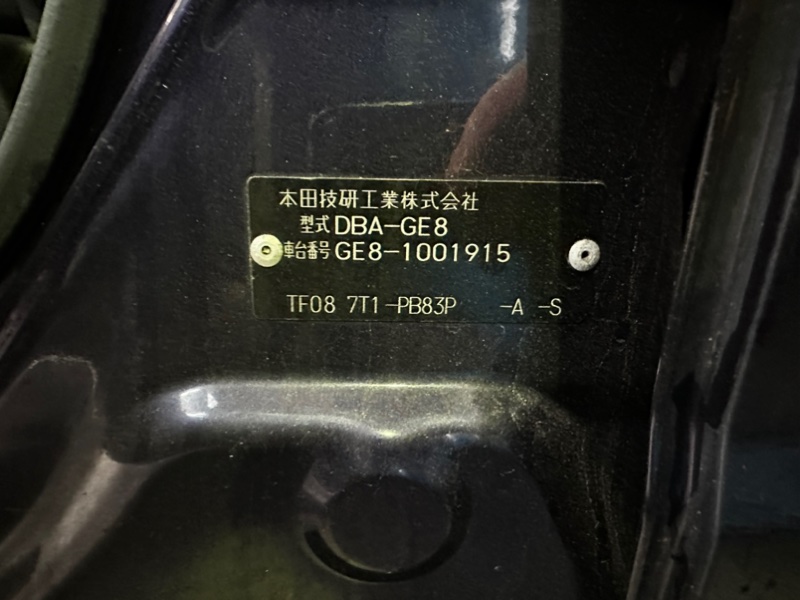 本田技研工業株式会社
型式 DBA-GE8
車台番号 GE8-1001915
TF08 7T1-PB83P -A -S